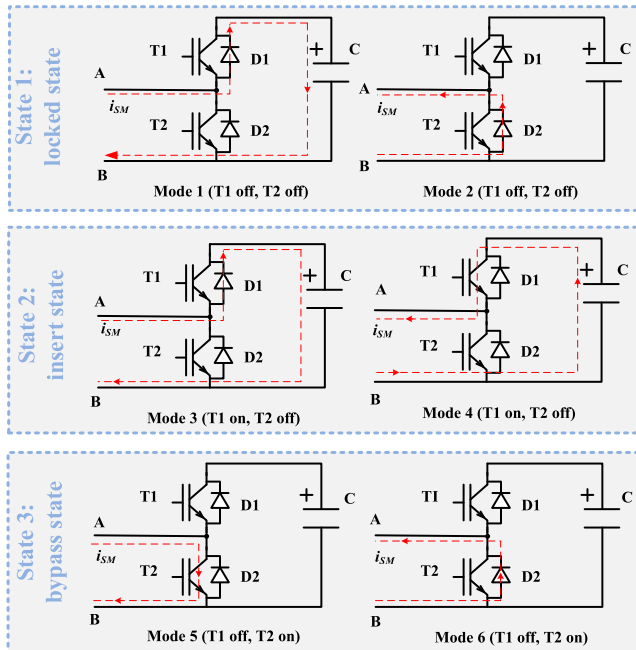 State 1:
locked state
T1
D1
+
C
A
iSM
T2
D2
B
Mode 1 (T1 off, T2 off)
T1
D1
+
C
A
iSM
T2
D2
B
Mode 2 (T1 off, T2 off)
State 2:
insert state
T1
D1
+
C
A
iSM
T2
D2
B
Mode 3 (T1 on, T2 off)
T1
D1
+
C
A
iSM
T2
D2
B
Mode 4 (T1 on, T2 off)
State 3:
bypass state
T1
D1
+
C
A
iSM
T2
D2
B
Mode 5 (T1 off, T2 on)
TI
D1
+
C
A
iSM
T2
D2
B
Mode 6 (T1 off, T2 on)